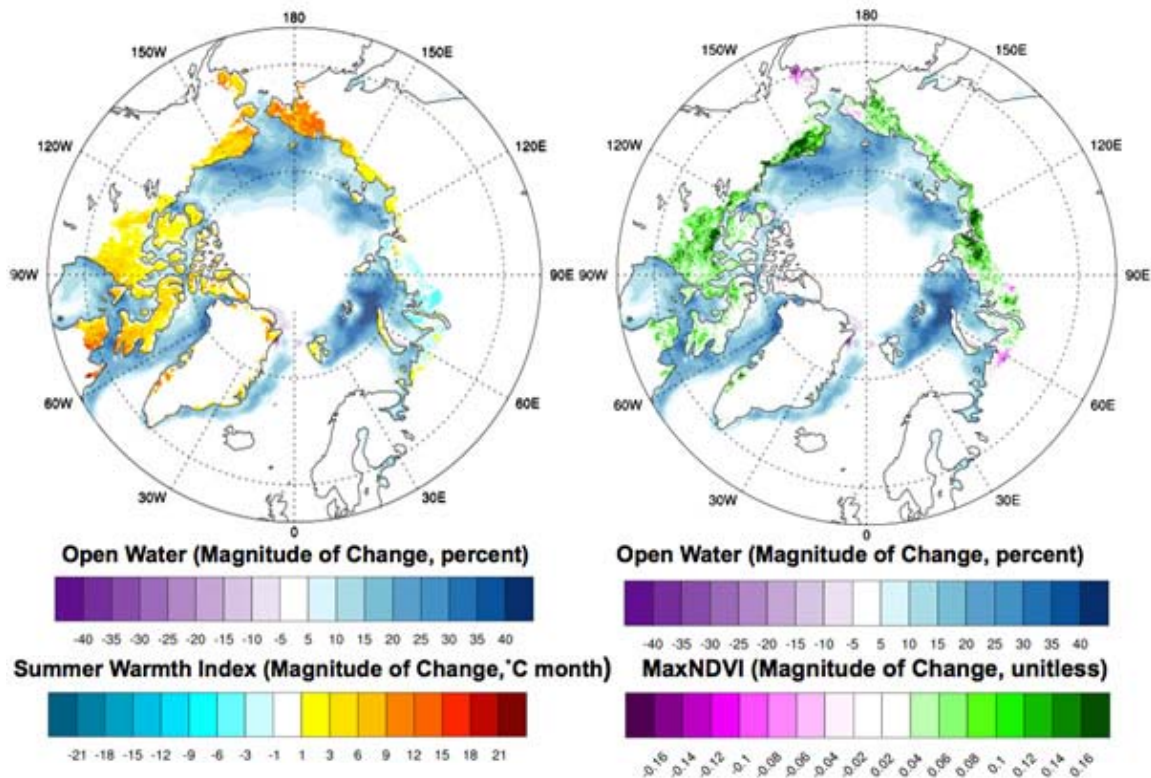 180 180
150W 150E 150W 150E
120W 120E 120W 120E
90W 90E 90W 90E
60W 60E 60W 60E
30W 30E 30W 30E
0 0
Open Water (Magnitude of Change, percent) Open Water (Magnitude of Change, percent)
-40 -35 -25 -20 -15 -10 -5 5 10 15 20 25 30 35 40 -40 -35 -25 -20 -15 -10 -5 5 10 15 20 25 30 35 40
Summer Warmth Index (Magnitude of Change,°C month) MaxNDVI (Magnitude of Change, unitless)
-21 -18 -15 -12 -9 -6 -3 -1 1 3 6 9 12 15 18 21 -0.16 -0.14 -0.12 -0.1 -0.08 -0.06 -0.04 -0.02 0.02 0.04 0.06 0.08 0.1 0.12 0.14 0.16